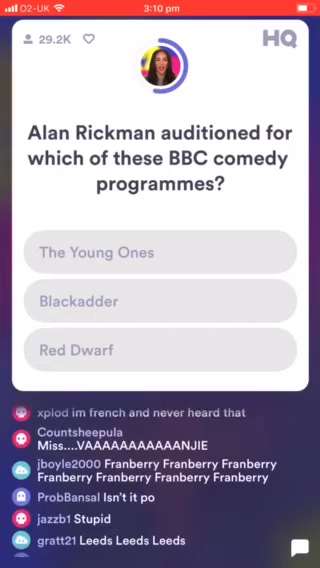 O2-UK 3:10 pm
29.2K HQ
Alan Rickman auditioned for
which of these BBC comedy
programmes?
The Young Ones
Blackadder
Red Dwarf
xplod im french and never heard that
Countsheepula
Miss....VAAAAAAAAAAANJIE
jboyle2000 Franberry Franberry Franberry
Franberry Franberry Franberry Franberry
ProbBansal Isn't it po
jazzb1 Stupid
gratt21 Leeds Leeds Leeds